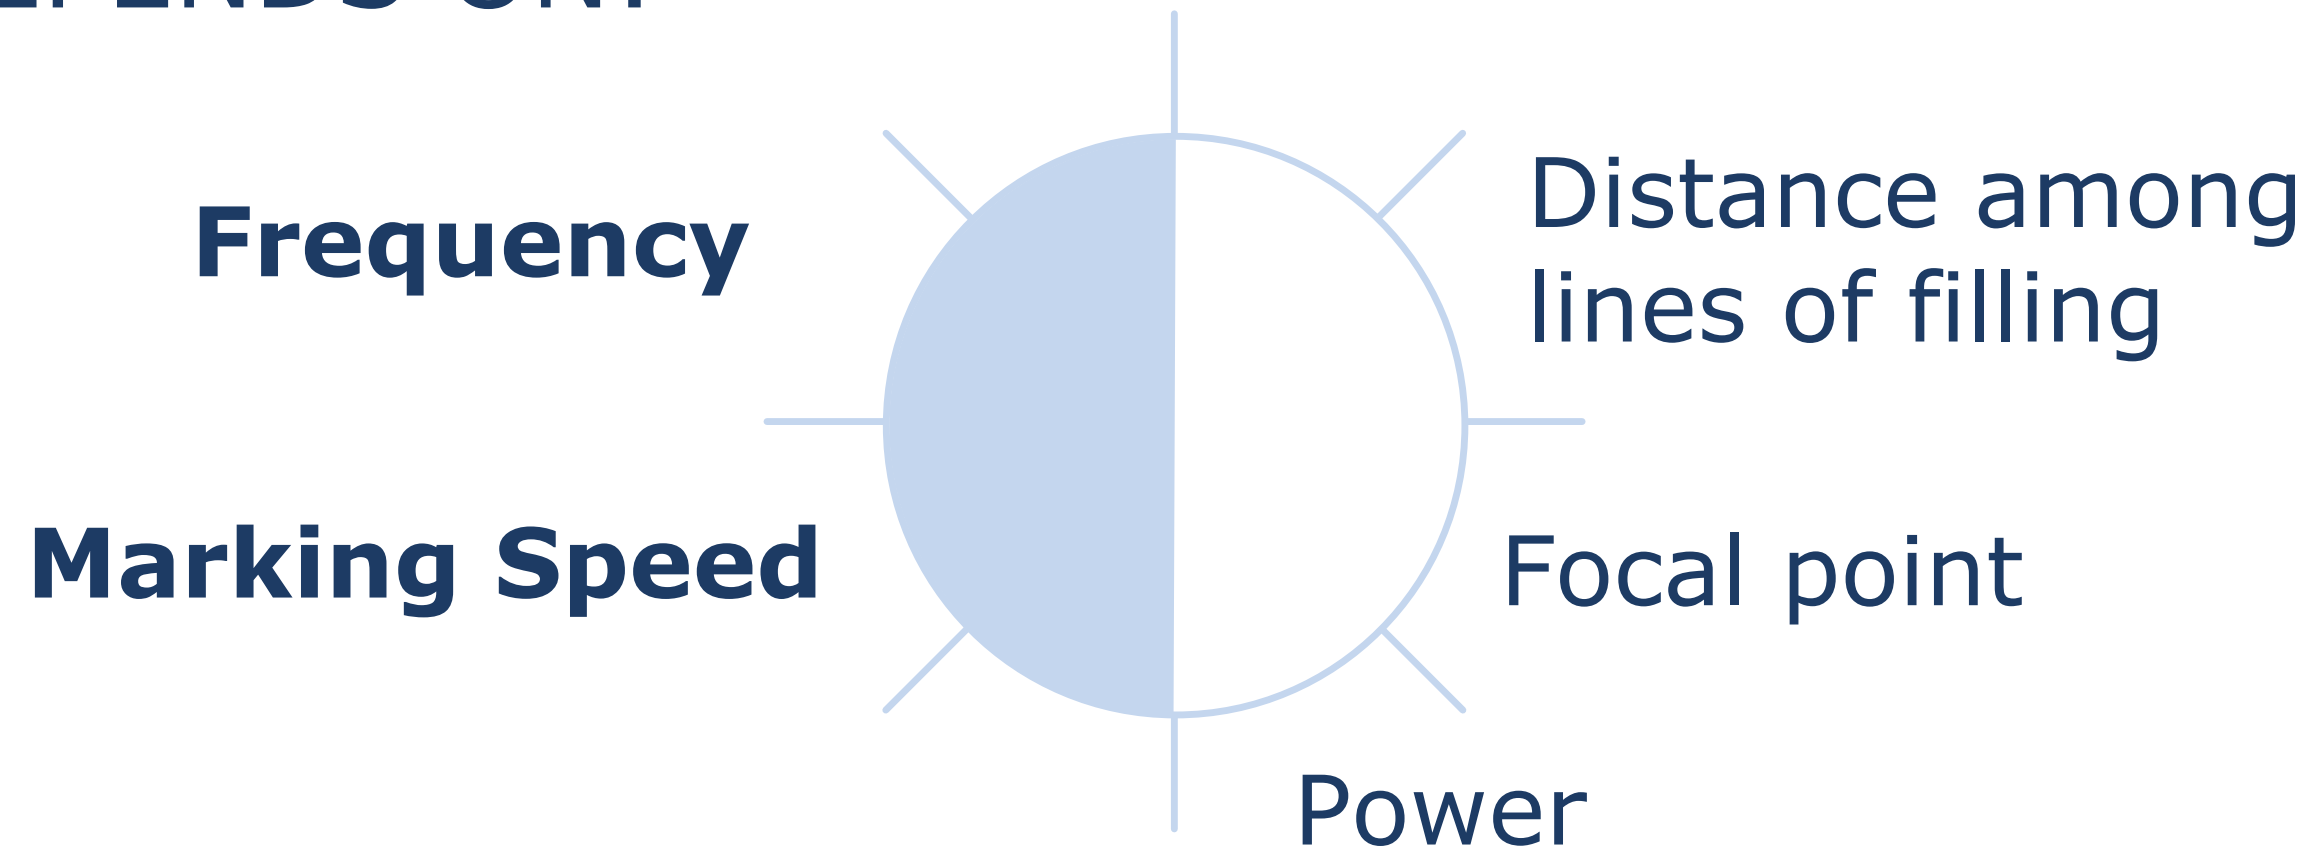 Frequency
Distance among
lines of filling
Marking Speed
Focal point
Power